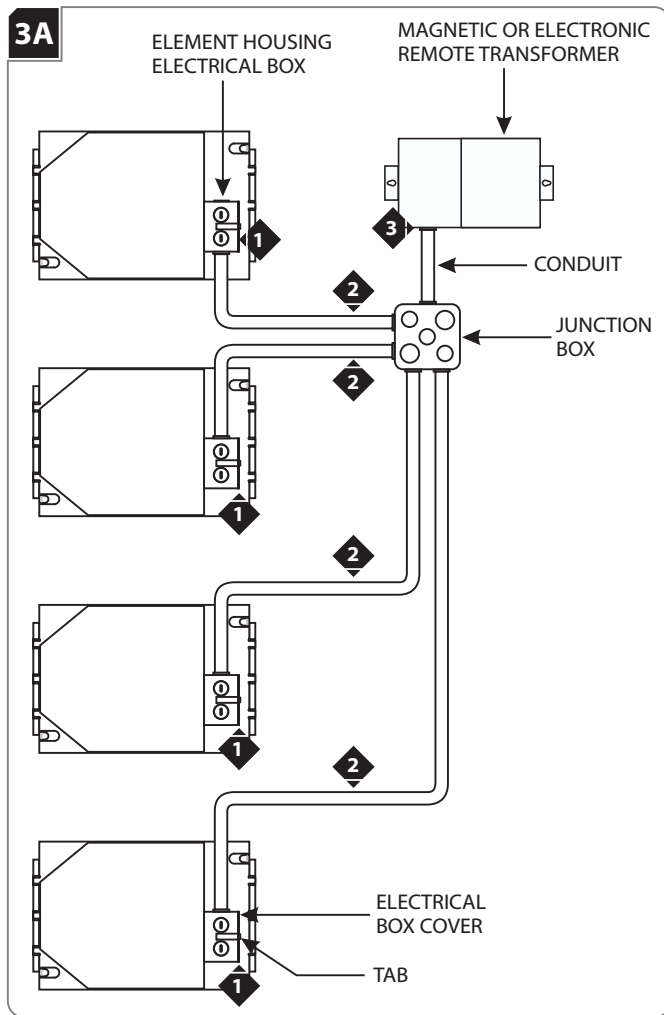 3A
ELEMENT HOUSING
ELECTRICAL BOX
MAGNETIC OR ELECTRONIC
REMOTE TRANSFORMER
1
3
CONDUIT
2
JUNCTION
BOX
2
1
2
1
2
ELECTRICAL
BOX COVER
TAB
1